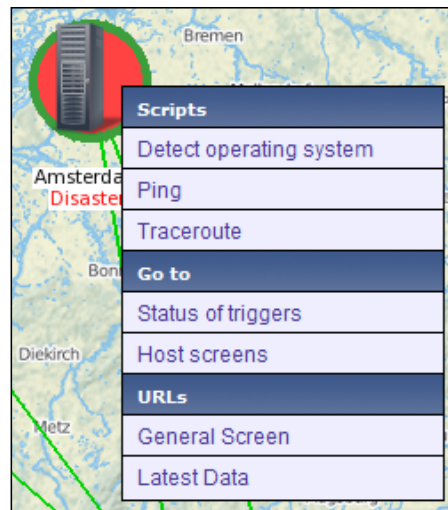 Bremen
Scripts
Detect operating system
Amsterda
Ping
Disaster
Traceroute
Bon
Go to
Status of triggers
Diekirch
Host screens
URLs
Metz
General Screen
Latest Data